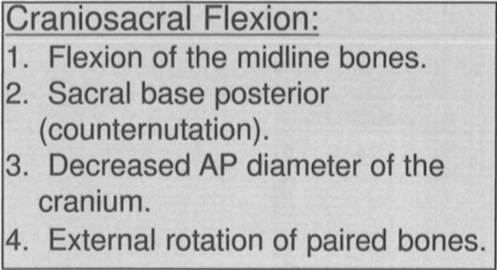 Craniosacral Flexion:
1. Flexion of the midline bones.
2. Sacral base posterior
(counternutation).
3. Decreased AP diameter of the
cranium.
4. External rotation of paired bones.